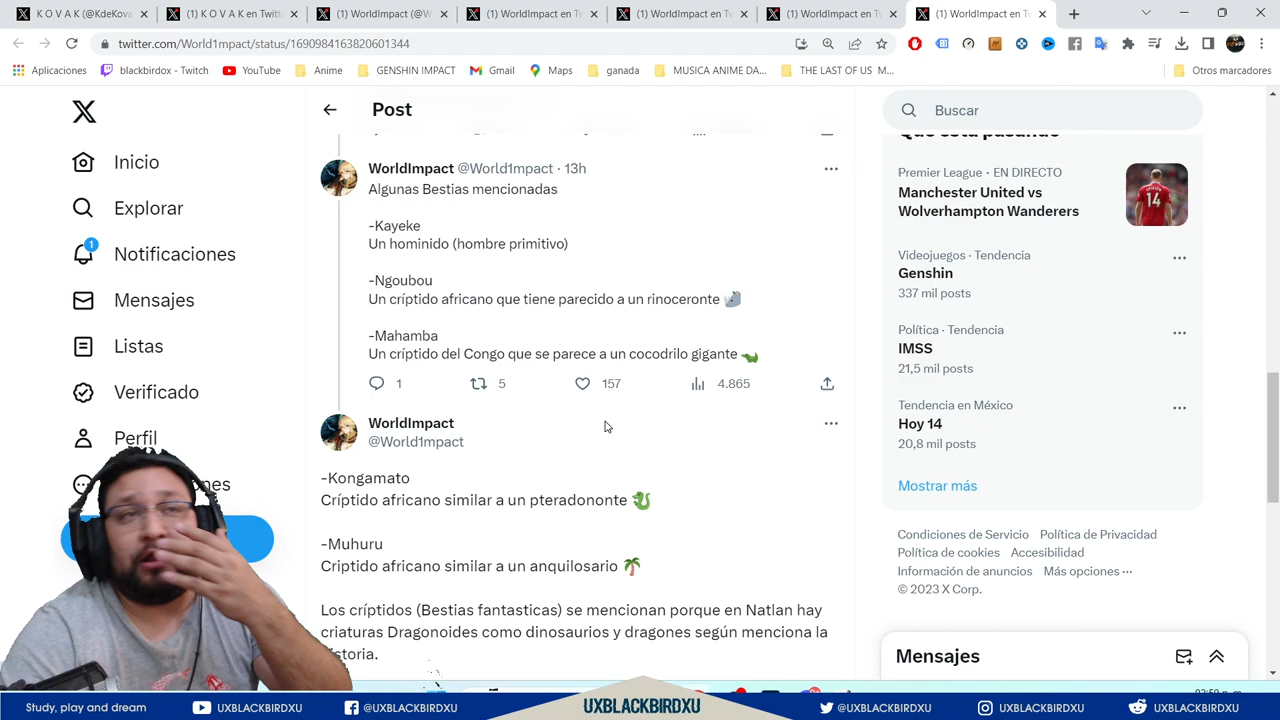 (1) K O V A K (@KdeKova
(1) K O V A K en Twitt
(1) WorldImpact (@W
(1) WorldImpact en Tw
(1) WorldImpact en Tw
(1) WorldImpact en Tw
(1) WorldImpact en Tw
twitter.com/World1mpact/status/1690984163820601344
Aplicaciones
blackbirdox - Twitch
YouTube
Anime
GENSHIN IMPACT
Gmail
Maps
ganada
MUSICA ANIME DA...
THE LAST OF US M...
Otros marcadores
Inicio
Explorar
1
Notificaciones
Mensajes
Listas
Verificado
Perfil
Post
WorldImpact @World1mpact · 13h
Algunas Bestias mencionadas
-Kayeke
Un hominido (hombre primitivo)
-Ngoubou
Un críptido africano que tiene parecido a un rinoceronte 🦏
-Mahamba
Un críptido del Congo que se parece a un cocodrilo gigante 🐊
1
5
157
4.865
WorldImpact
@World1mpact
-Kongamato
Críptido africano similar a un pteradononte 🐉
-Muhuru
Criptido africano similar a un anquilosario 🌴
Los críptidos (Bestias fantasticas) se mencionan porque en Natlan hay
criaturas Dragonoides como dinosaurios y dragones según menciona la
historia.
Buscar
Qué está pasando
Premier League · EN DIRECTO
Manchester United vs
Wolverhampton Wanderers
Videojuegos · Tendencia
Genshin
337 mil posts
Política · Tendencia
IMSS
21,5 mil posts
Tendencia en México
Hoy 14
20,8 mil posts
Mostrar más
Condiciones de Servicio Política de Privacidad
Política de cookies Accesibilidad
Información de anuncios Más opciones ···
© 2023 X Corp.
Mensajes
Study, play and dream
UXBLACKBIRDXU
@UXBLACKBIRDXU
UXBLACKBIRDXU
@UXBLACKBIRDXU
UXBLACKBIRDXU
UXBLACKBIRDXU